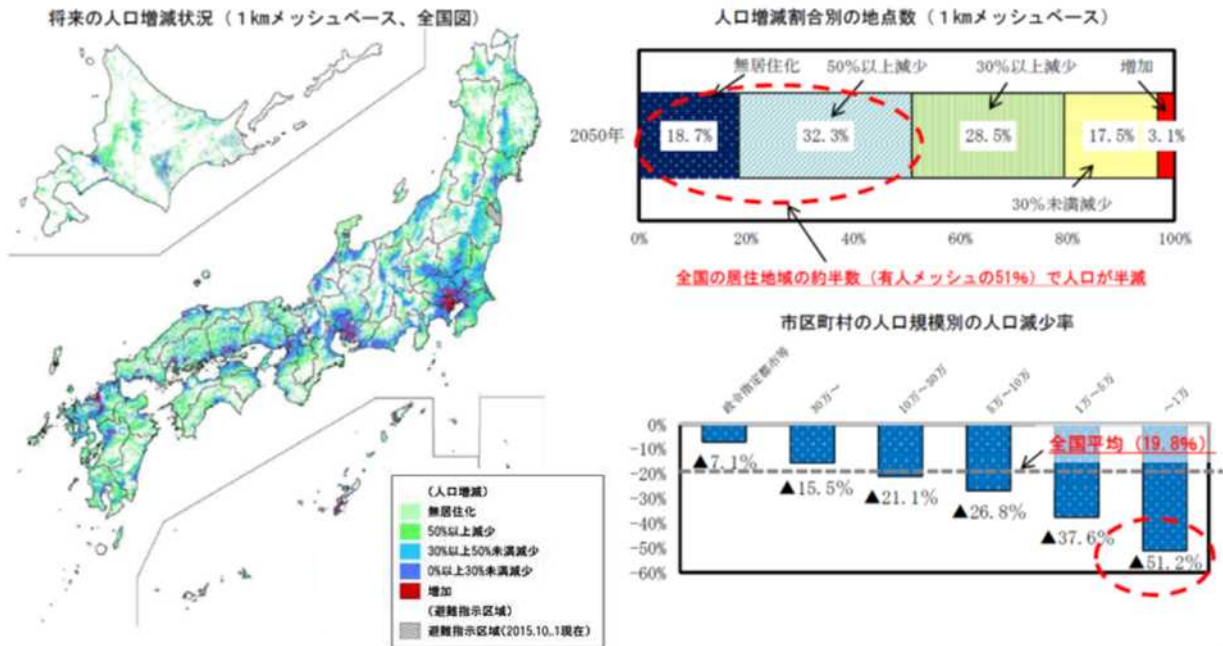 将来の人口増減状況（１kmメッシュベース、全国図）
（人口増減）
無居住化
50%以上減少
30%以上50%未満減少
0%以上30%未満減少
増加
（避難指示区域）
避難指示区域(2015.10..1現在)
人口増減割合別の地点数（１kmメッシュベース）
無居住化
50%以上減少
30%以上減少
増加
2050年
18.7%
32.3%
28.5%
17.5%
3.1%
30%未満減少
0%
20%
40%
60%
80%
100%
全国の居住地域の約半数（有人メッシュの51%）で人口が半減
市区町村の人口規模別の人口減少率
政令指定都市等
30万～
10万～30万
5万～10万
1万～5万
～1万
0%
-10%
-20%
-30%
-40%
-50%
-60%
全国平均（19.8%）
▲7.1%
▲15.5%
▲21.1%
▲26.8%
▲37.6%
▲51.2%